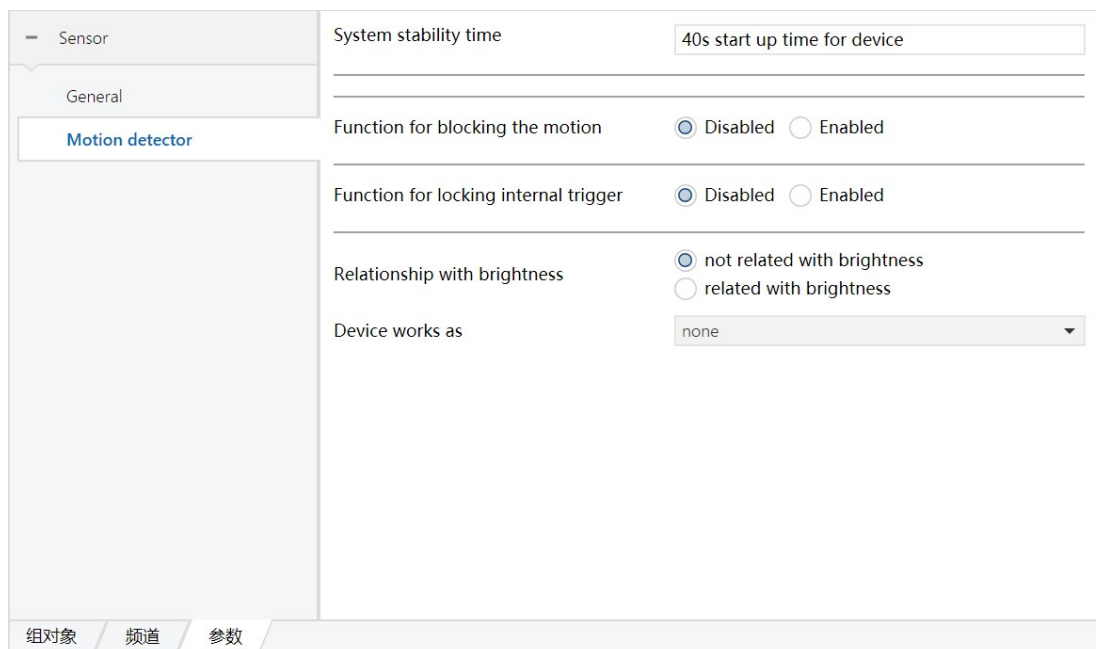 Sensor
General
Motion detector
System stability time
40s start up time for device
Function for blocking the motion
Disabled Enabled
Function for locking internal trigger
Disabled Enabled
Relationship with brightness
not related with brightness
related with brightness
Device works as
none
组对象 频道 参数